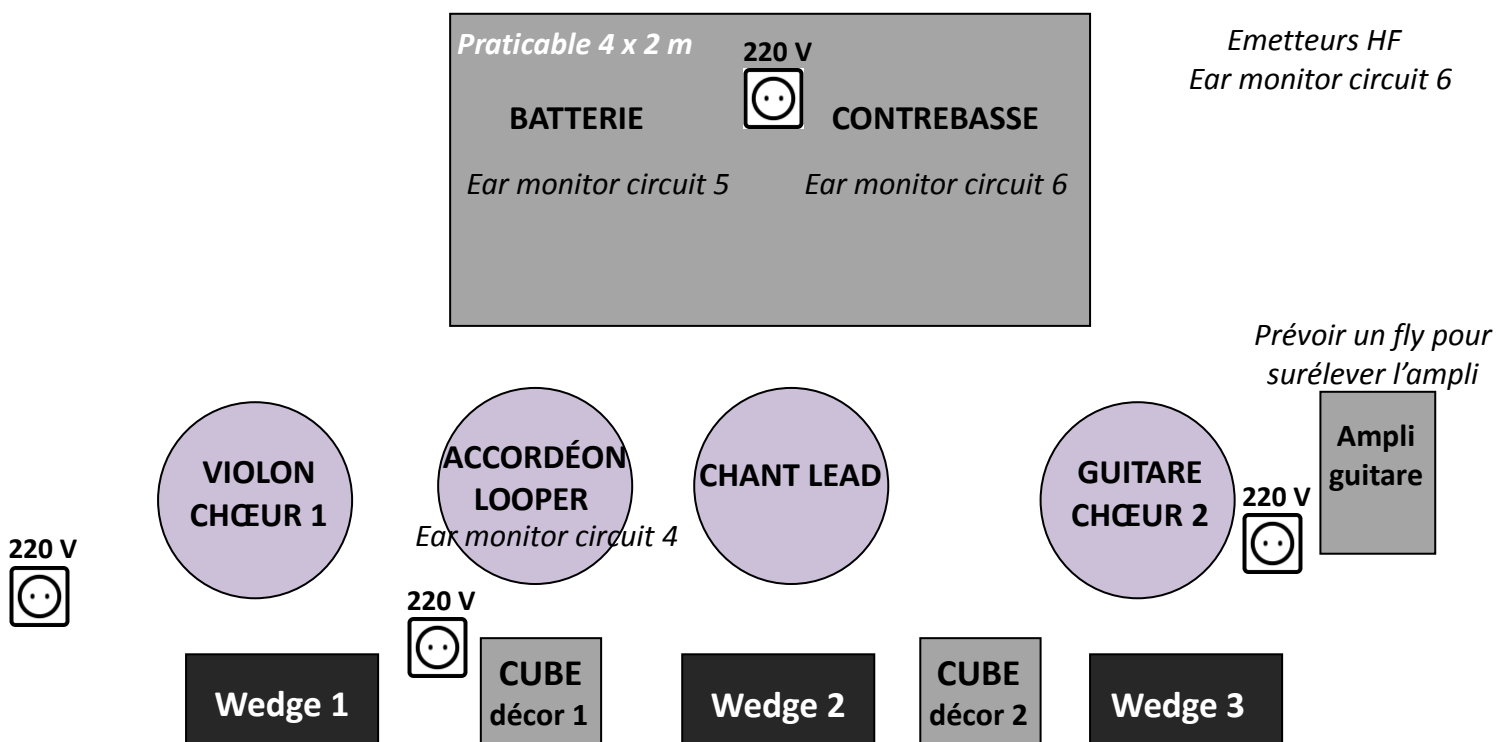 Praticable 4 x 2 m
220 V
BATTERIE
CONTREBASSE
Ear monitor circuit 5
Ear monitor circuit 6
Emetteurs HF
Ear monitor circuit 6
Prévoir un fly pour
surélever l’ampli
Ampli
guitare
VIOLON
CHŒUR 1
ACCORDÉON
LOOPER
Ear monitor circuit 4
CHANT LEAD
GUITARE
CHŒUR 2
220 V
220 V
220 V
Wedge 1
CUBE
décor 1
Wedge 2
CUBE
décor 2
Wedge 3